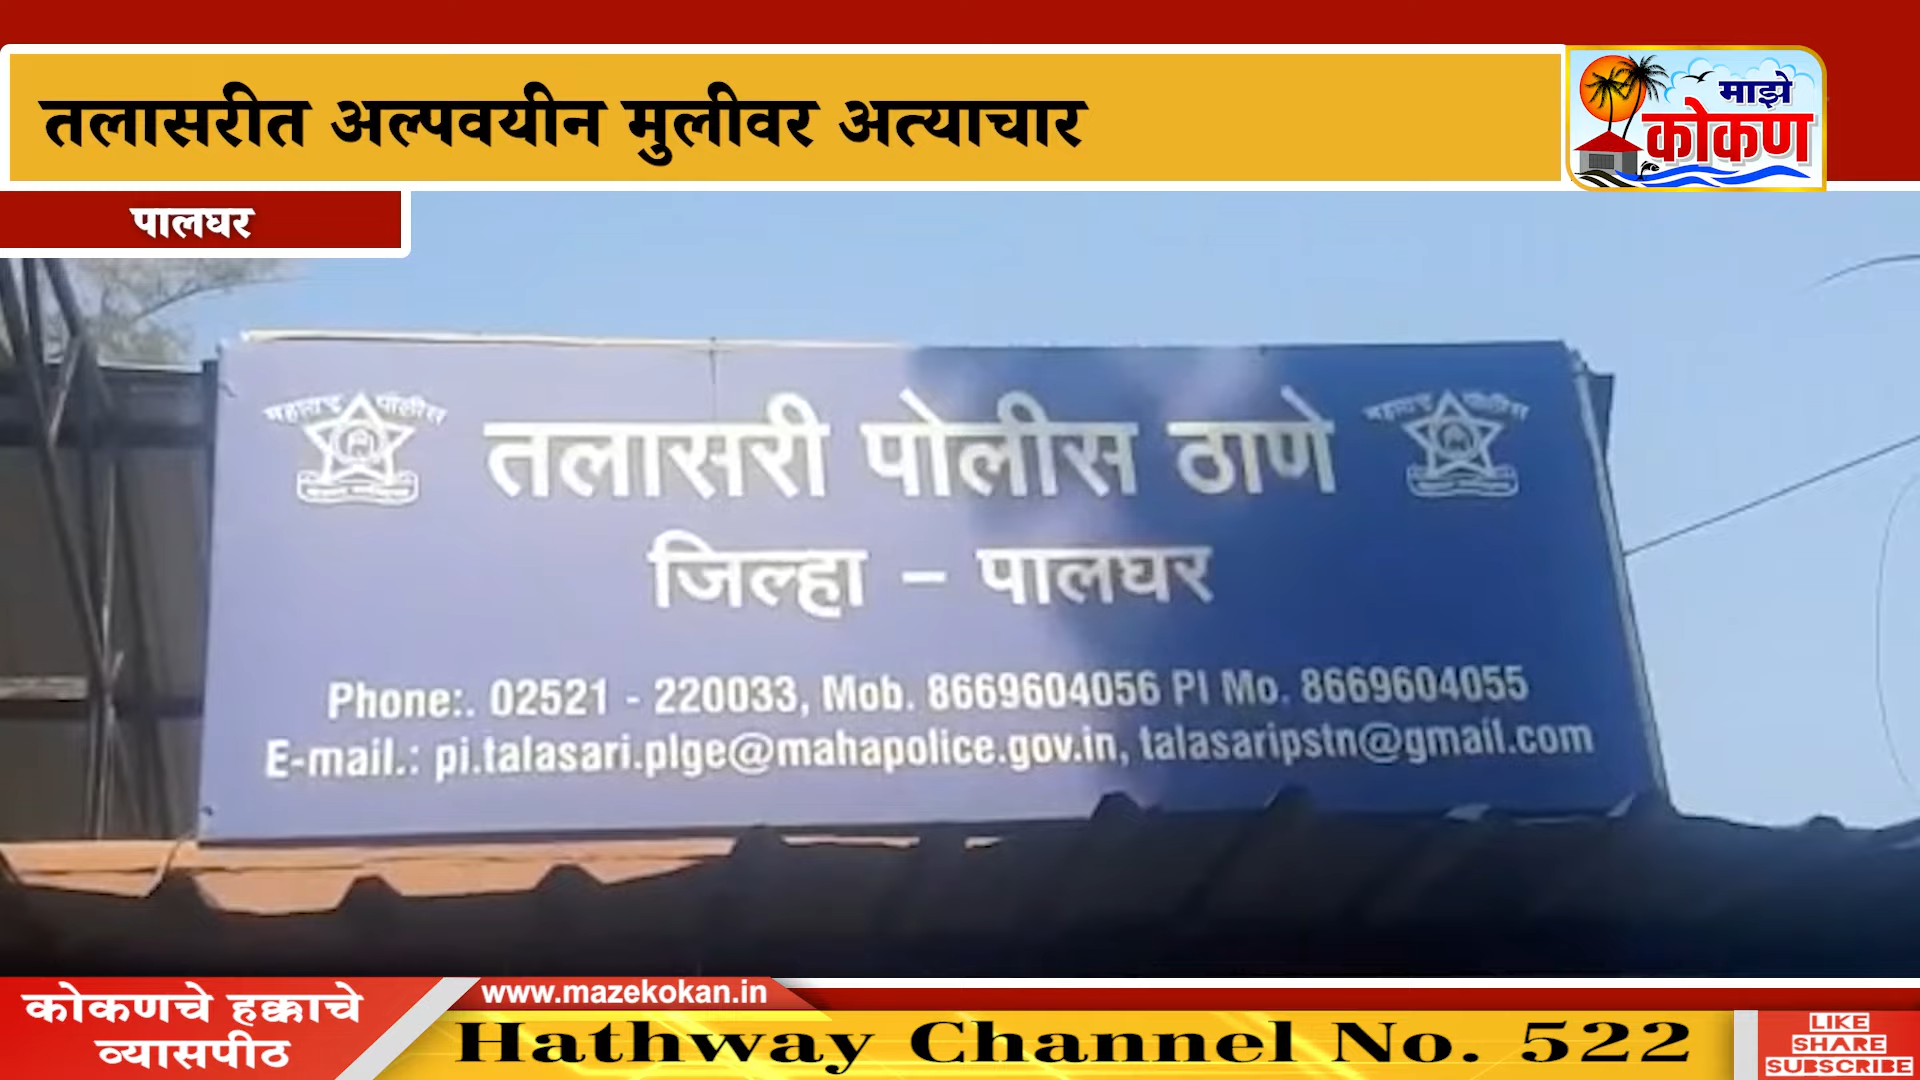 तलासरीत अल्पवयीन मुलीवर अत्याचार
माझे
कोकण
पालघर
महाराष्ट्र पोलीस
महाराष्ट्र पोलीस
तलासरी पोलीस ठाणे
जिल्हा – पालघर
Phone:. 02521 - 220033, Mob. 8669604056 PI Mo. 8669604055
E-mail.: pi.talasari.plge@mahapolice.gov.in, talasaripstn@gmail.com
कोकणचे हक्काचे
व्यासपीठ
www.mazekokan.in
Hathway Channel No. 522
LIKE
SHARE
SUBSCRIBE